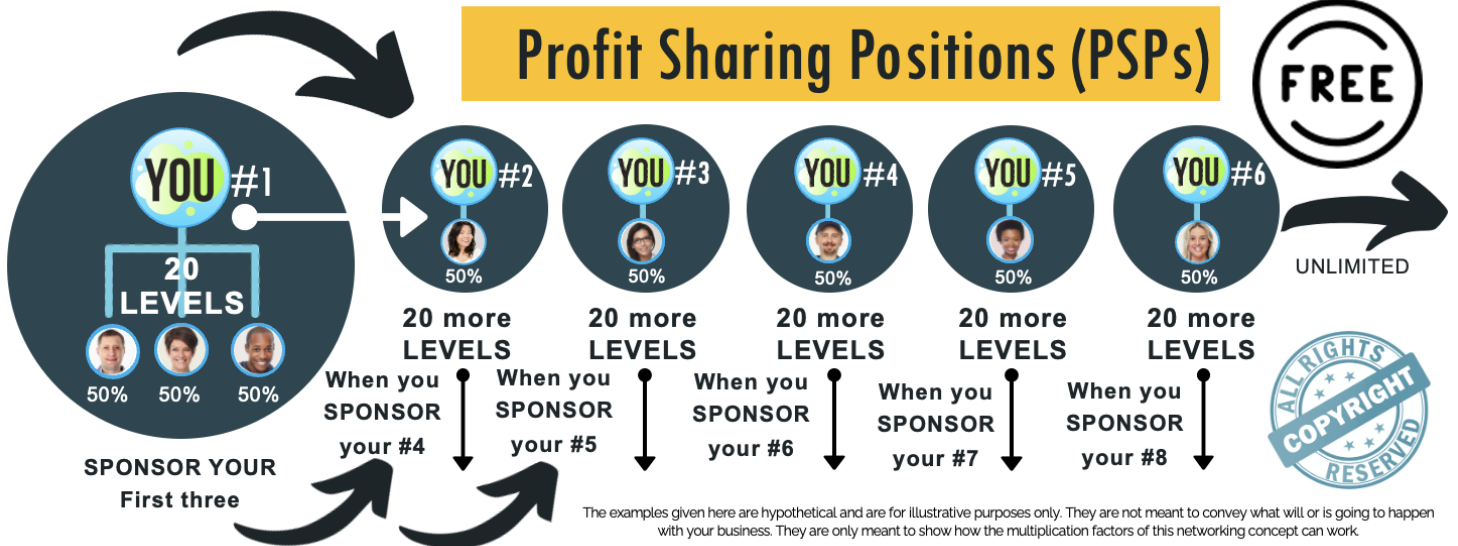 Profit Sharing Positions (PSPs)
FREE
YOU #1
20
LEVELS
50% 50% 50%
SPONSOR YOUR
First three
YOU #2
50%
20 more
LEVELS
When you
SPONSOR
your #4
YOU #3
50%
20 more
LEVELS
When you
SPONSOR
your #5
YOU #4
50%
20 more
LEVELS
When you
SPONSOR
your #6
YOU #5
50%
20 more
LEVELS
When you
SPONSOR
your #7
YOU #6
50%
20 more
LEVELS
When you
SPONSOR
your #8
UNLIMITED
ALL RIGHTS
COPYRIGHT
RESERVED
The examples given here are hypothetical and are for illustrative purposes only. They are not meant to convey what will or is going to happen
with your business. They are only meant to show how the multiplication factors of this networking concept can work.